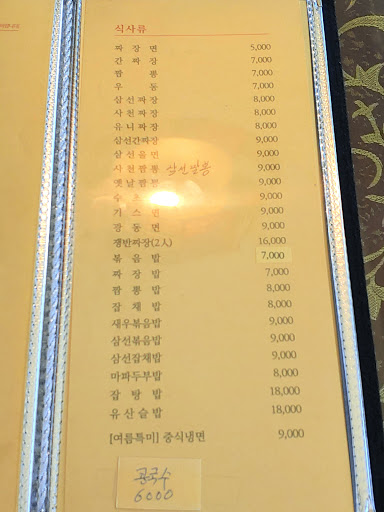 식사류
짜장면 5,000
간짜장 7,000
짬뽕 7,000
우동 7,000
삼선짜장 8,000
사천짜장 8,000
유니짜장 8,000
삼선간짜장 9,000
삼선울면 9,000
사천짬뽕 삼선짬뽕 9,000
옛날짬뽕 9,000
9,000
기스면 9,000
광동면 9,000
쟁반짜장(2人) 16,000
볶음밥 7,000
짜장밥 7,000
짬뽕밥 8,000
잡채밥 8,000
새우볶음밥 9,000
삼선볶음밥 9,000
삼선잡채밥 9,000
마파두부밥 8,000
잡탕밥 18,000
유산슬밥 18,000
[여름특미] 중식냉면 9,000
콩국수
6000